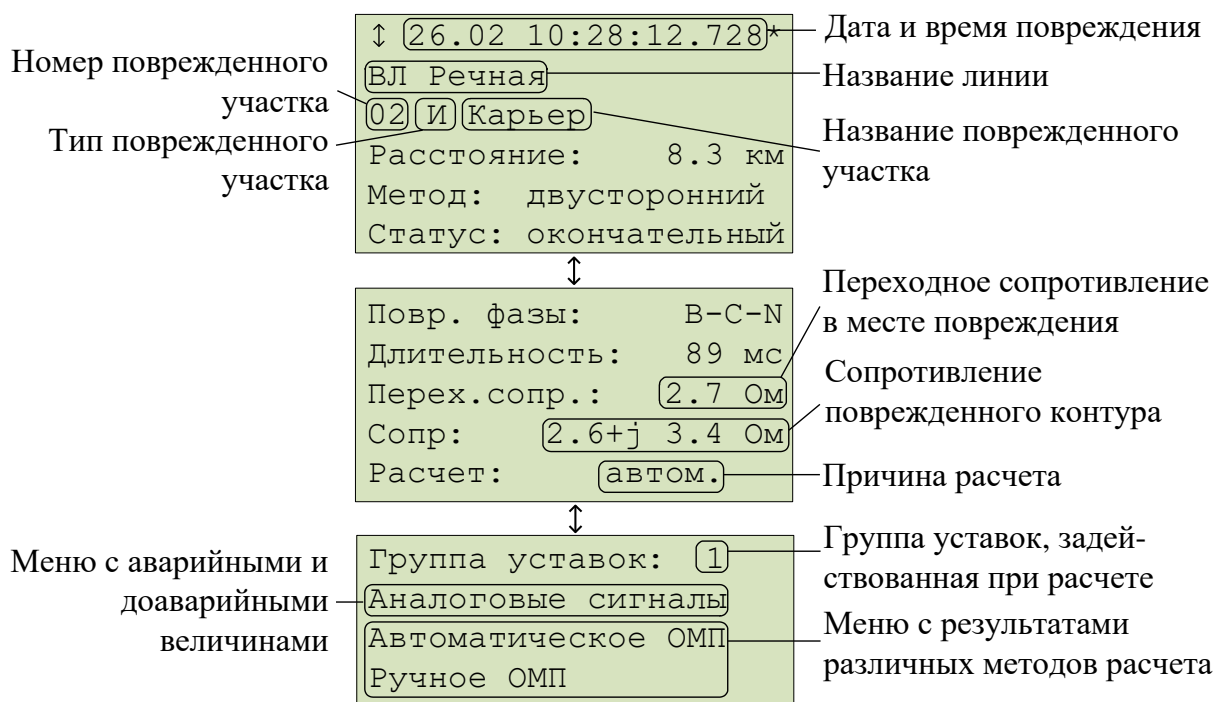 ↕ 26.02 10:28:12.728*
ВЛ Речная
02 И Карьер
Расстояние: 8.3 км
Метод: двусторонний
Статус: окончательный
Номер поврежденного
участка
Тип поврежденного
участка
Дата и время повреждения
Название линии
Название поврежденного
участка
↕
Повр. фазы: B-C-N
Длительность: 89 мс
Перех.сопр.: 2.7 Ом
Сопр: 2.6+j 3.4 Ом
Расчет: автом.
Переходное сопротивление
в месте повреждения
Сопротивление
поврежденного контура
Причина расчета
↕
Группа уставок: 1
Аналоговые сигналы
Автоматическое ОМП
Ручное ОМП
Меню с аварийными и
доаварийными
величинами
Группа уставок, задей-
ствованная при расчете
Меню с результатами
различных методов расчета